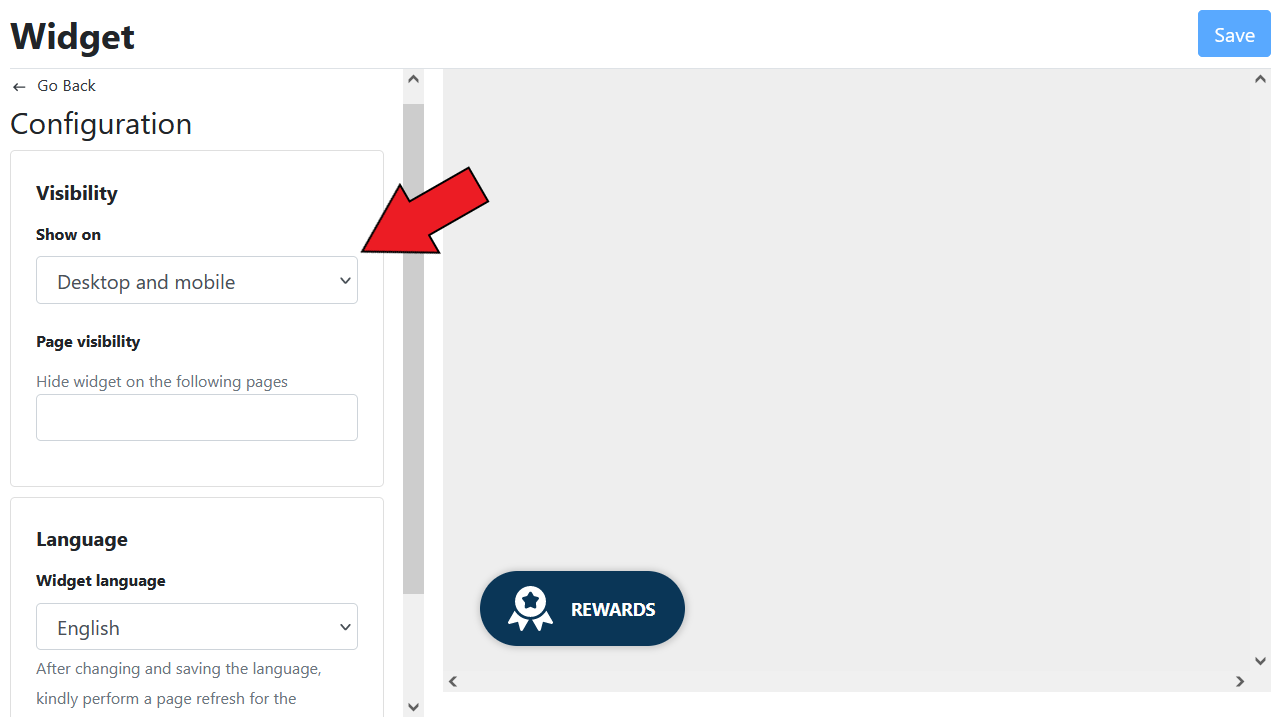 Widget
Save
Go Back
Configuration
Visibility
Show on
Desktop and mobile
Page visibility
Hide widget on the following pages
Language
Widget language
English
After changing and saving the language,
kindly perform a page refresh for the
REWARDS